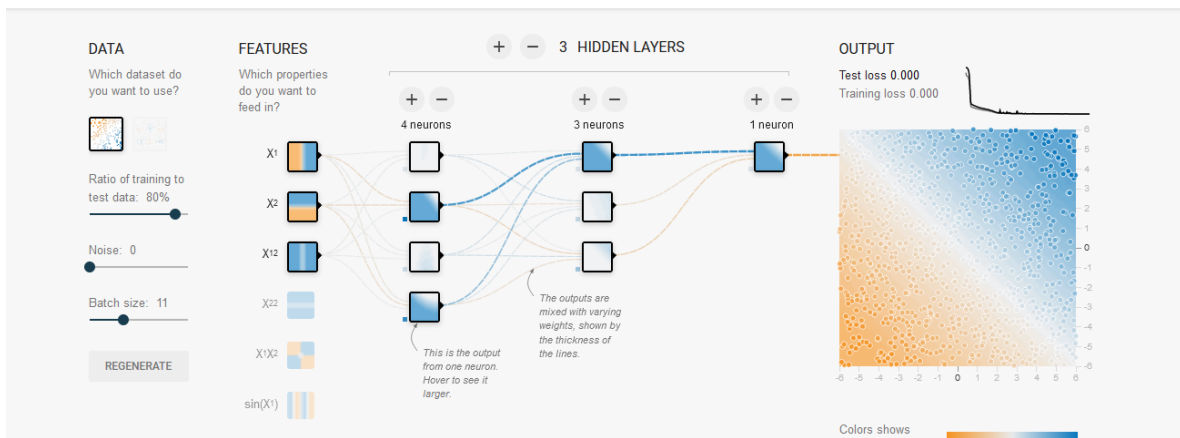 DATA
Which dataset do
you want to use?
Ratio of training to
test data: 80%
Noise: 0
Batch size: 11
REGENERATE
FEATURES
Which properties
do you want to
feed in?
X1
X2
X12
X22
X1X2
sin(X1)
+ − 3 HIDDEN LAYERS
+ −
4 neurons
+ −
3 neurons
+ −
1 neuron
This is the output
from one neuron.
Hover to see it
larger.
The outputs are
mixed with varying
weights, shown by
the thickness of
the lines.
OUTPUT
Test loss 0.000
Training loss 0.000
6
5
4
3
2
1
0
-1
-2
-3
-4
-5
-6
-6 -5 -4 -3 -2 -1 0 1 2 3 4 5 6
Colors shows